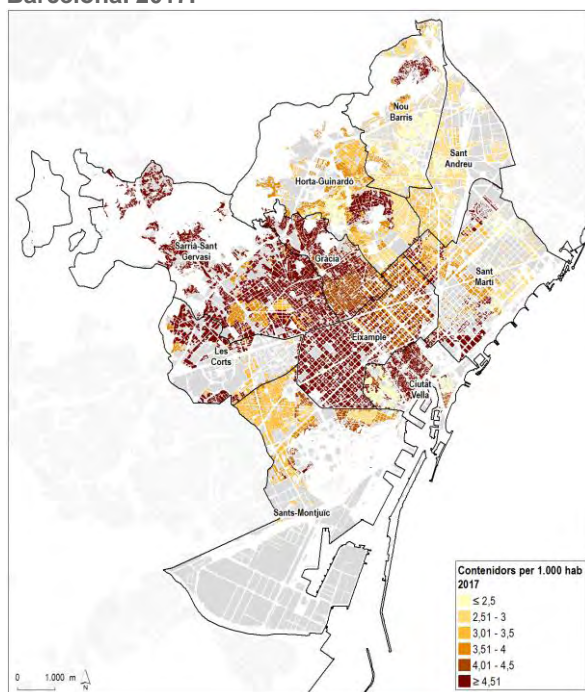 Barcelona. 2017.
Nou
Barris
Sant
Andreu
Horta-Guinardó
Sarrià-Sant
Gervasi
Gràcia
Sant
Martí
Eixample
Les
Corts
Ciutat
Vella
Sants-Montjuïc
Contenidors per 1.000 hab
2017
≤ 2,5
2,51 - 3
3,01 - 3,5
3,51 - 4
4,01 - 4,5
≥ 4,51
0 1.000 m
N